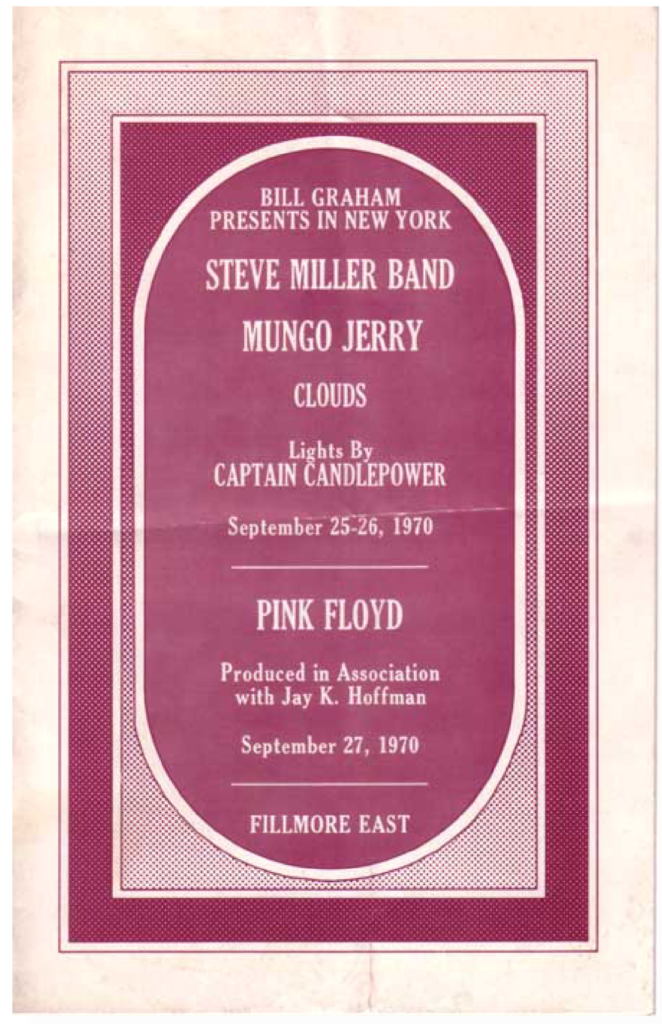 BILL GRAHAM
PRESENTS IN NEW YORK
STEVE MILLER BAND
MUNGO JERRY
CLOUDS
Lights By
CAPTAIN CANDLEPOWER
September 25-26, 1970
PINK FLOYD
Produced in Association
with Jay K. Hoffman
September 27, 1970
FILLMORE EAST